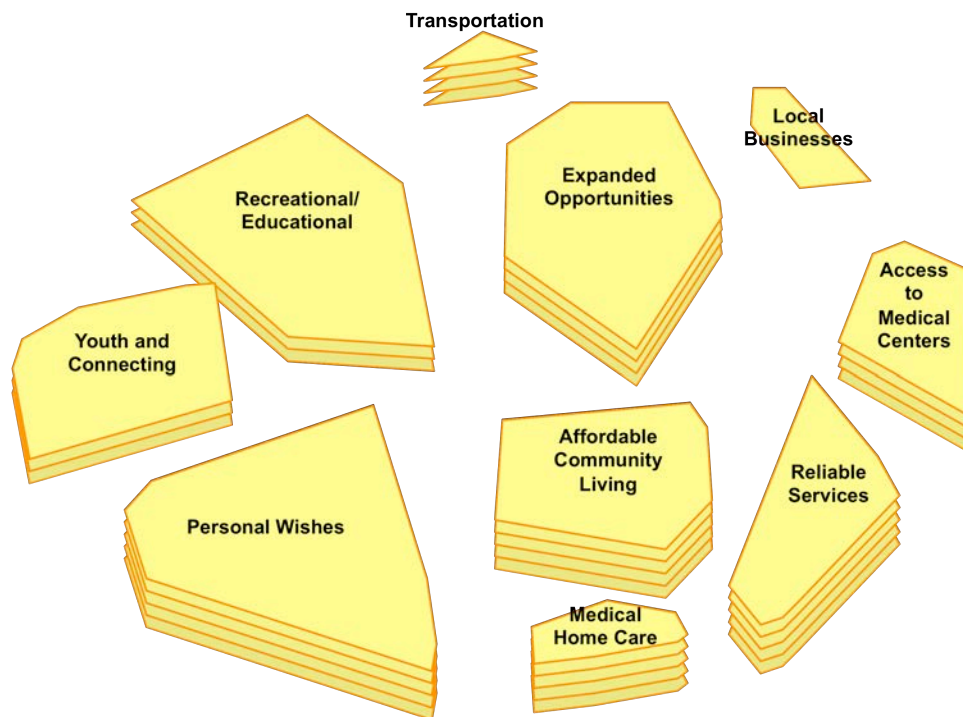 Transportation
Local
Businesses
Recreational/
Educational
Expanded
Opportunities
Access
to
Medical
Centers
Youth and
Connecting
Affordable
Community
Living
Reliable
Services
Personal Wishes
Medical
Home Care